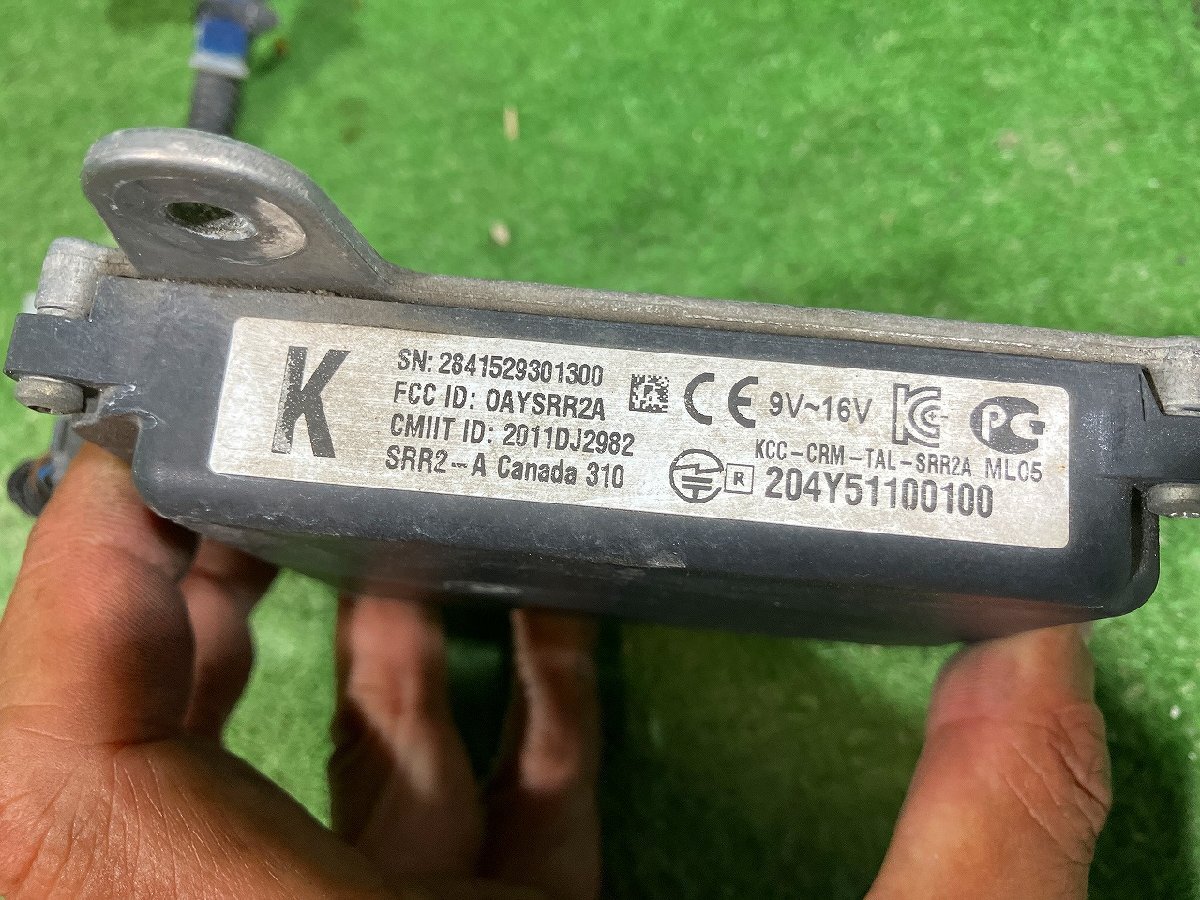 K
SN: 2841529301300
FCC ID: OAYSRR2A
CMIIT ID: 2011DJ2982
SRR2-A Canada 310
CE 9V~16V
KCC-CRM-TAL-SRR2A ML05
R 204Y51100100